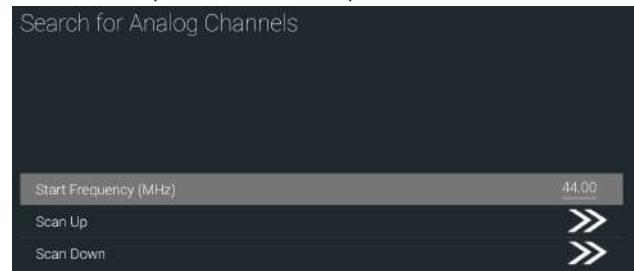 Search for Analog Channels
Start Frequency (MHz) 44.00
Scan Up
Scan Down